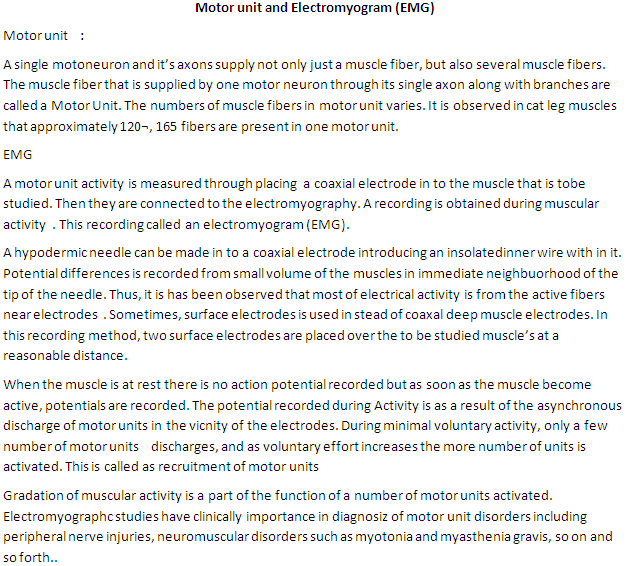 Motor unit and Electromyogram (EMG)
Motor unit :
A single motoneuron and it's axons supply not only just a muscle fiber, but also several muscle fibers.
The muscle fiber that is supplied by one motor neuron through its single axon along with branches are
called a Motor Unit. The numbers of muscle fibers in motor unit varies. It is observed in cat leg muscles
that approximately 120¬, 165 fibers are present in one motor unit.
EMG
A motor unit activity is measured through placing a coaxial electrode in to the muscle that is tobe
studied. Then they are connected to the electromyography. A recording is obtained during muscular
activity . This recording called an electromyogram (EMG).
A hypodermic needle can be made in to a coaxial electrode introducing an insolatedinner wire with in it.
Potential differences is recorded from small volume of the muscles in immediate neighbuorhood of the
tip of the needle. Thus, it is has been observed that most of electrical activity is from the active fibers
near electrodes . Sometimes, surface electrodes is used in stead of coaxal deep muscle electrodes. In
this recording method, two surface electrodes are placed over the to be studied muscle's at a
reasonable distance.
When the muscle is at rest there is no action potential recorded but as soon as the muscle become
active, potentials are recorded. The potential recorded during Activity is as a result of the asynchronous
discharge of motor units in the vicnity of the electrodes. During minimal voluntary activity, only a few
number of motor units discharges, and as voluntary effort increases the more number of units is
activated. This is called as recruitment of motor units
Gradation of muscular activity is a part of the function of a number of motor units activated.
Electromyographc studies have clinically importance in diagnosiz of motor unit disorders including
peripheral nerve injuries, neuromuscular disorders such as myotonia and myasthenia gravis, so on and
so forth..